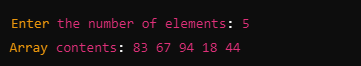 Enter the number of elements: 5
Array contents: 83 67 94 18 44